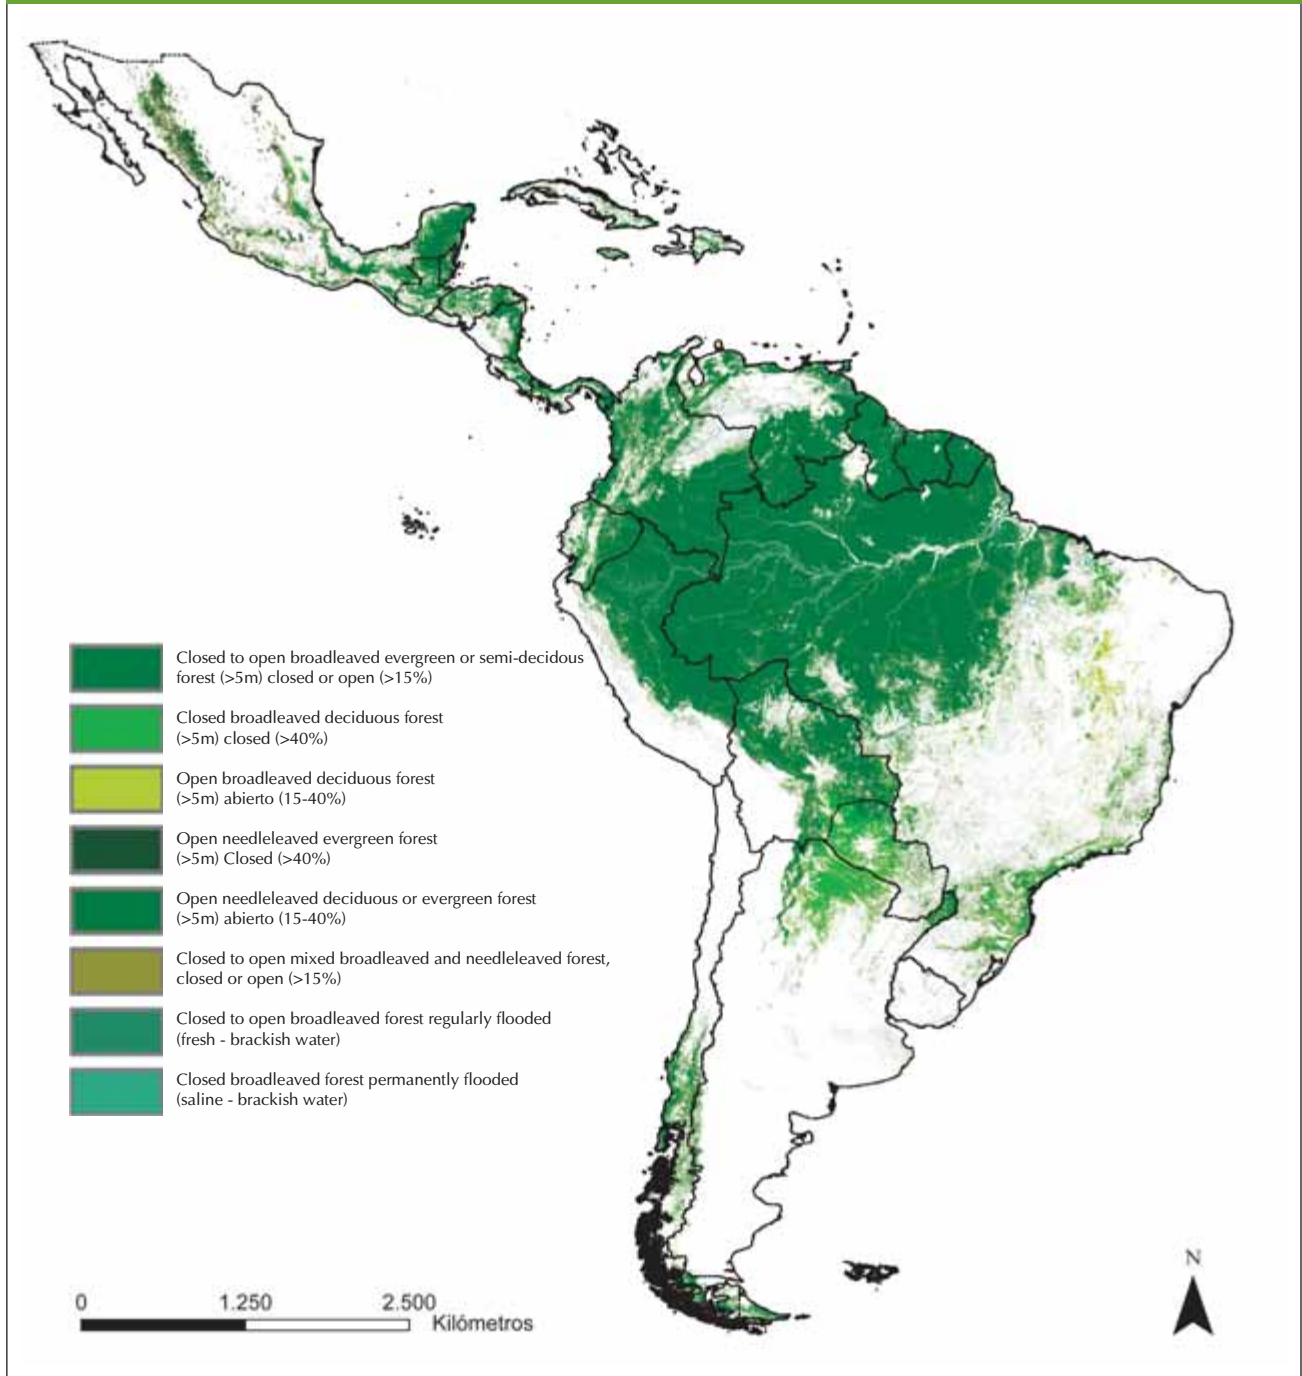 Closed to open broadleaved evergreen or semi-decidous
forest (>5m) closed or open (>15%)
Closed broadleaved deciduous forest
(>5m) closed (>40%)
Open broadleaved deciduous forest
(>5m) abierto (15-40%)
Open needleleaved evergreen forest
(>5m) Closed (>40%)
Open needleleaved deciduous or evergreen forest
(>5m) abierto (15-40%)
Closed to open mixed broadleaved and needleleaved forest,
closed or open (>15%)
Closed to open broadleaved forest regularly flooded
(fresh - brackish water)
Closed broadleaved forest permanently flooded
(saline - brackish water)
0 1.250 2.500
Kilómetros
N